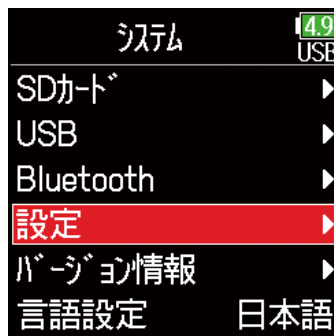 システム
4.9
USB
SDカード
USB
Bluetooth
設定
バージョン情報
言語設定 日本語